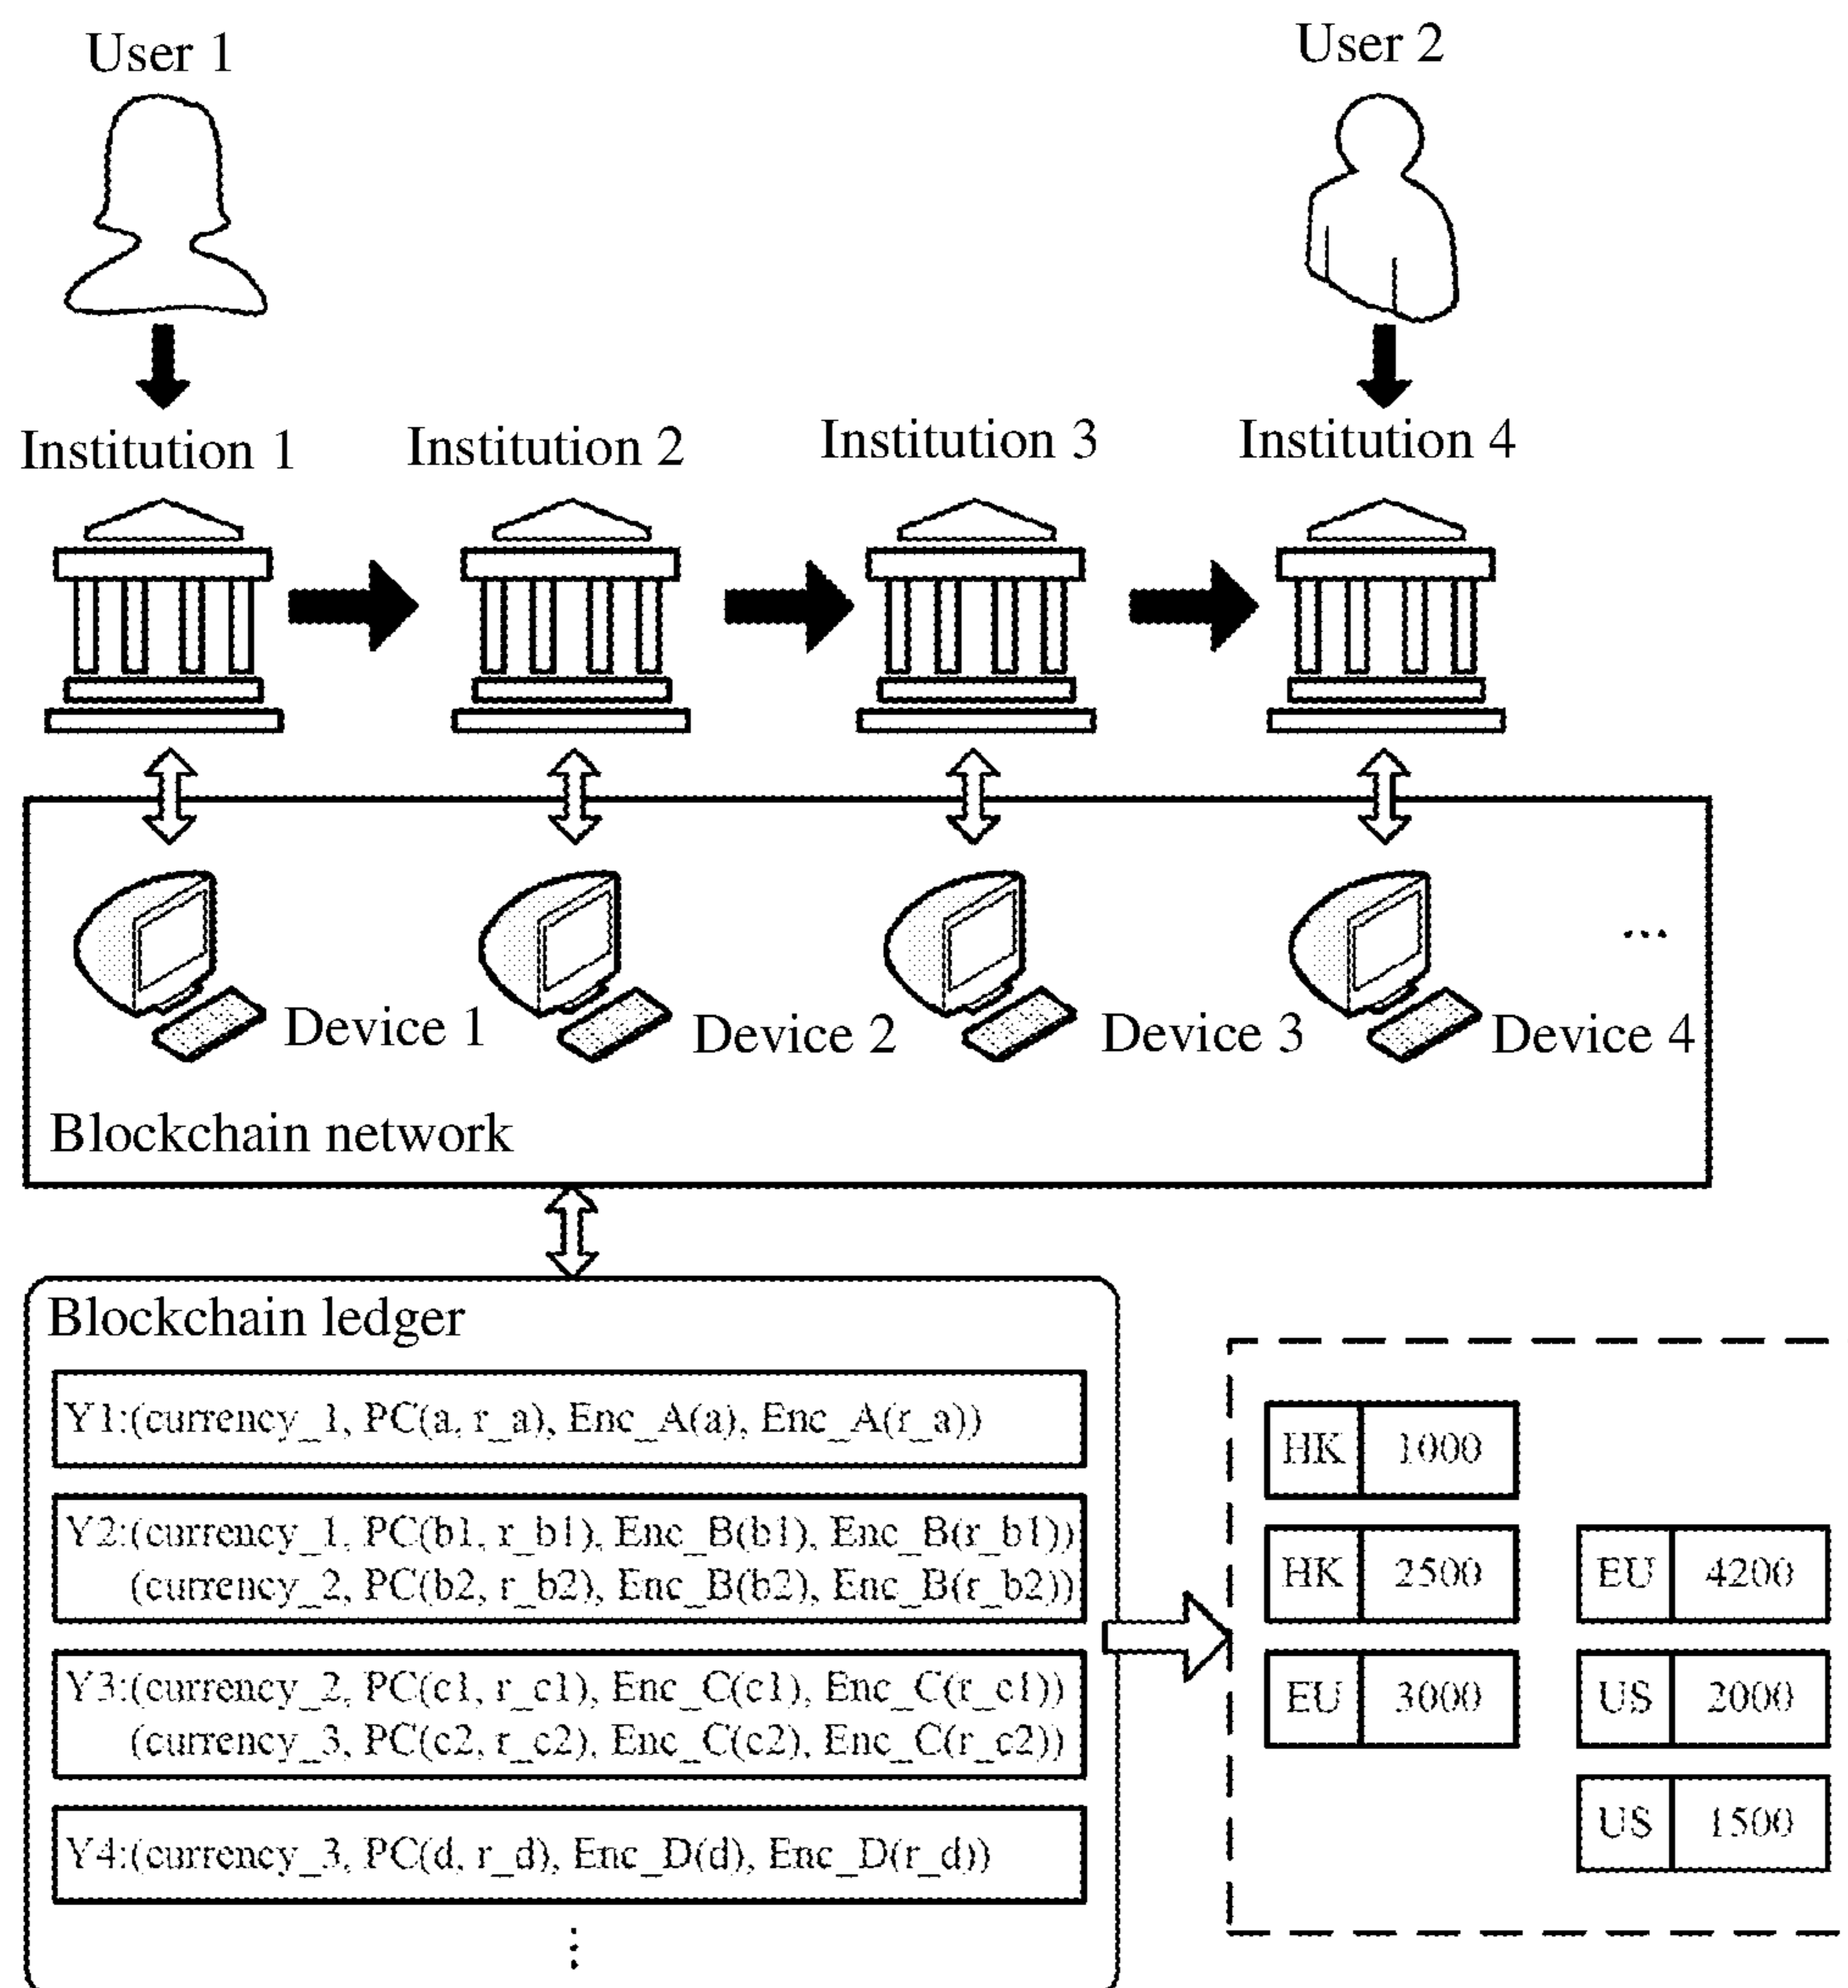 User 1
User 2
Institution 1
Institution 2
Institution 3
Institution 4
Device 1
Device 2
Device 3
Device 4
...
Blockchain network
Blockchain ledger
Y1:(currency_1, PC(a, r_a), Enc_A(a), Enc_A(r_a))
Y2:(currency_1, PC(b1, r_b1), Enc_B(b1), Enc_B(r_b1))
(currency_2, PC(b2, r_b2), Enc_B(b2), Enc_B(r_b2))
Y3:(currency_2, PC(c1, r_c1), Enc_C(c1), Enc_C(r_c1))
(currency_3, PC(c2, r_c2), Enc_C(c2), Enc_C(r_c2))
Y4:(currency_3, PC(d, r_d), Enc_D(d), Enc_D(r_d))
HK 1000
HK 2500 EU 4200
EU 3000 US 2000
US 1500